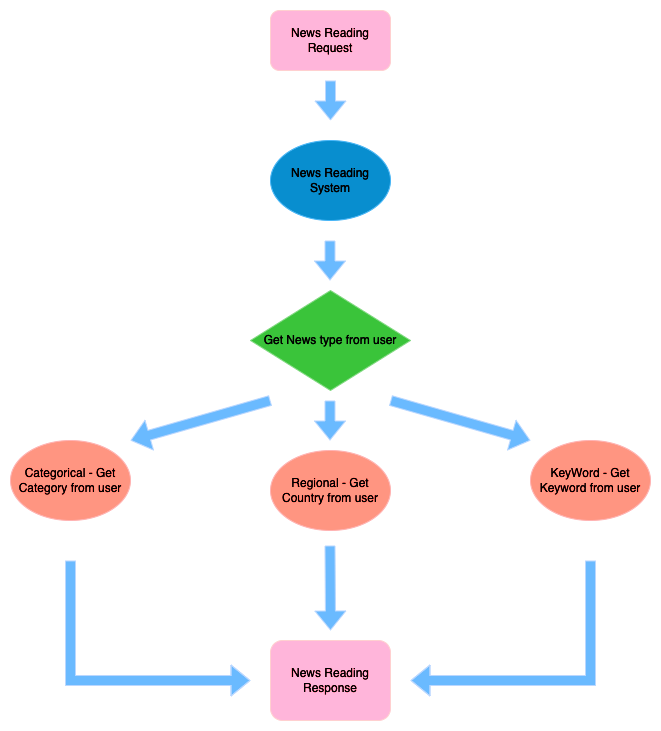 News Reading
Request
News Reading
System
Get News type from user
Categorical - Get
Category from user
Regional - Get
Country from user
KeyWord - Get
Keyword from user
News Reading
Response